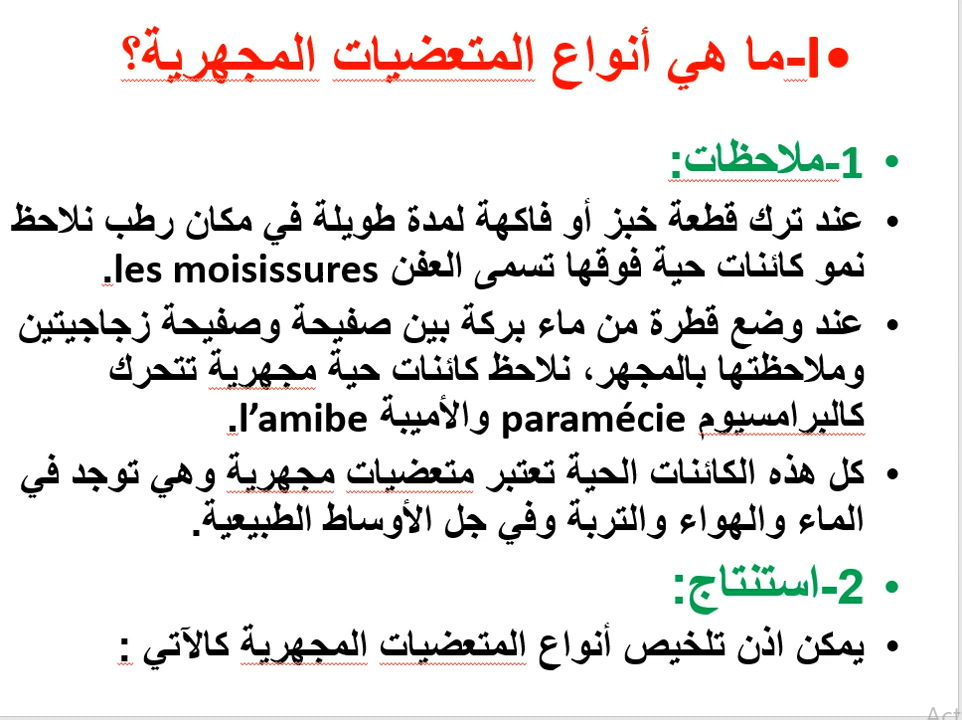 •I-ما هي أنواع المتعضيات المجهرية؟
• 1-ملاحظات:
• عند ترك قطعة خبز أو فاكهة لمدة طويلة في مكان رطب نلاحظ
نمو كائنات حية فوقها تسمى العفن les moisissures.
• عند وضع قطرة من ماء بركة بين صفيحة وصفيحة زجاجيتين
وملاحظتها بالمجهر، نلاحظ كائنات حية مجهرية تتحرك
كالبرامسيوم paramécie والأميبة l’amibe.
• كل هذه الكائنات الحية تعتبر متعضيات مجهرية وهي توجد في
الماء والهواء والتربة وفي جل الأوساط الطبيعية.
• 2-استنتاج:
• يمكن اذن تلخيص أنواع المتعضيات المجهرية كالآتي :